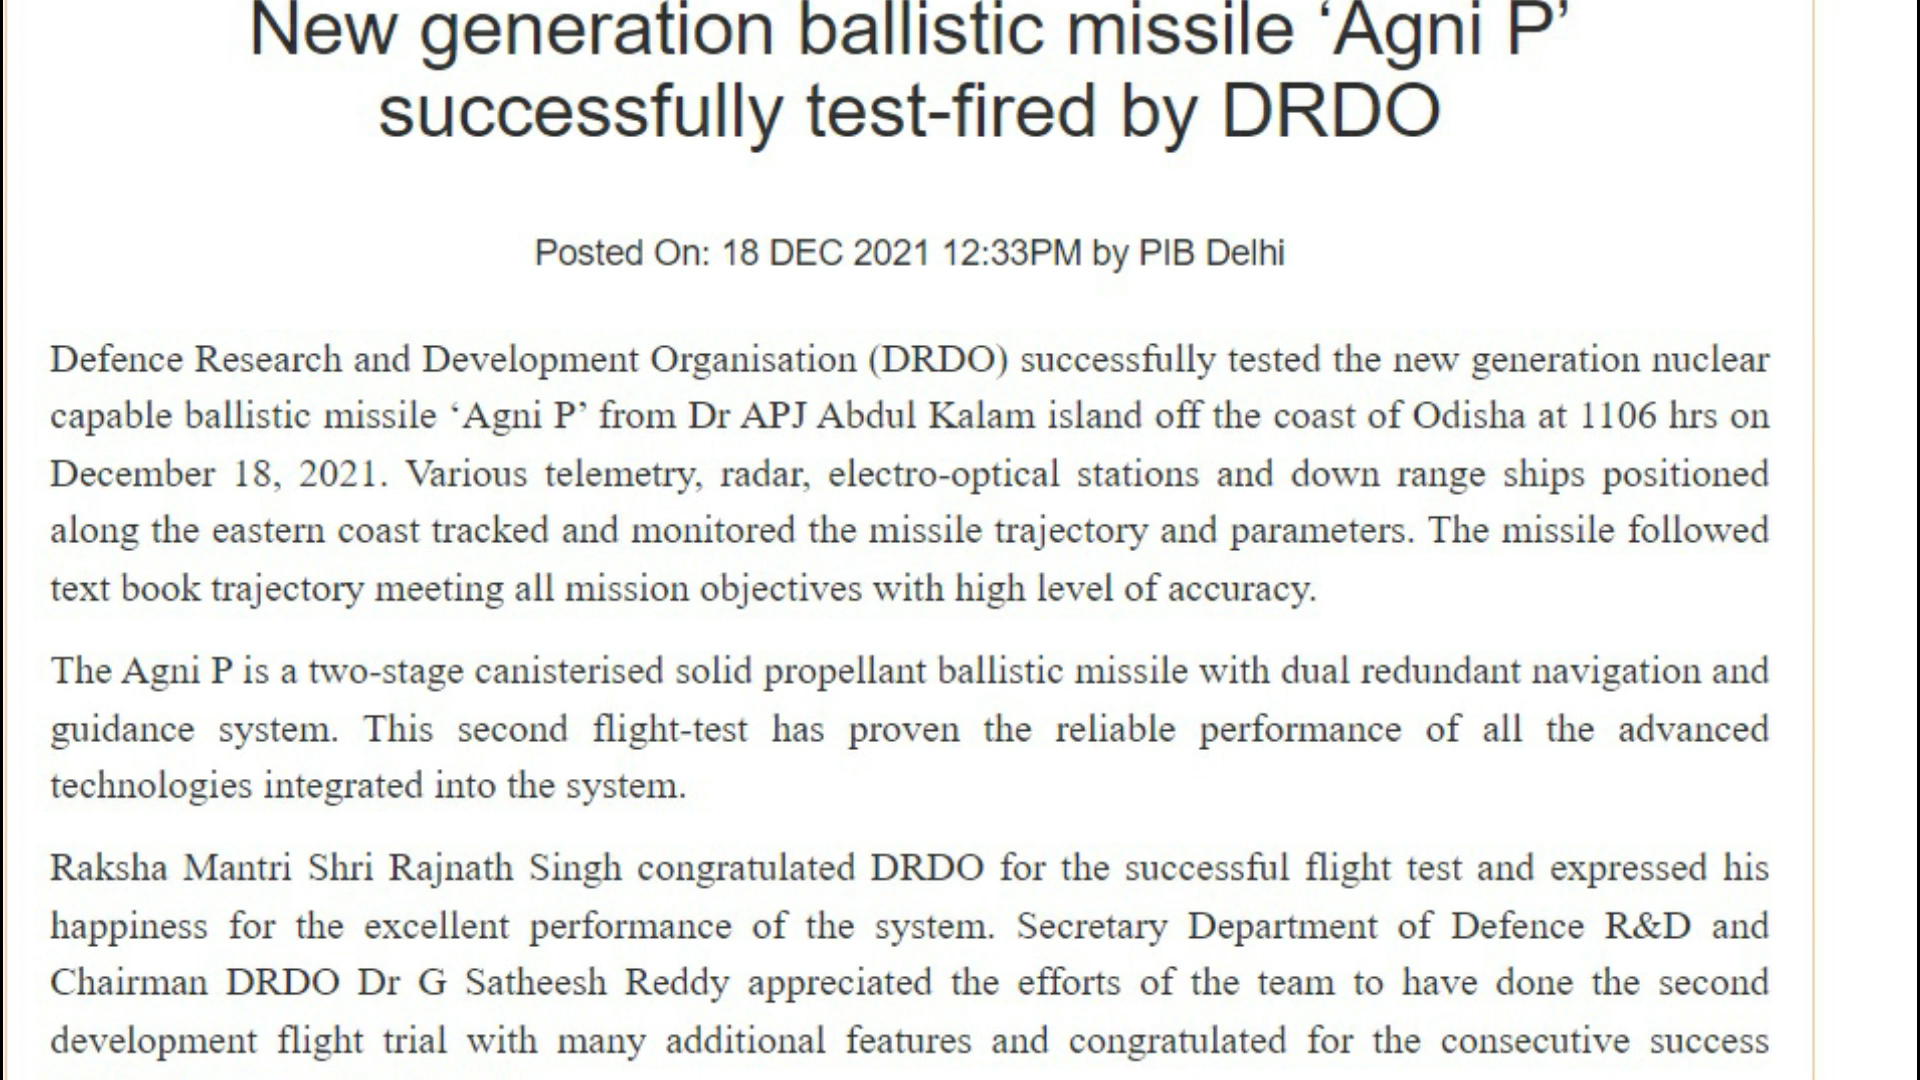 New generation ballistic missile ‘Agni P’
successfully test-fired by DRDO
Posted On: 18 DEC 2021 12:33PM by PIB Delhi
Defence Research and Development Organisation (DRDO) successfully tested the new generation nuclear
capable ballistic missile ‘Agni P’ from Dr APJ Abdul Kalam island off the coast of Odisha at 1106 hrs on
December 18, 2021. Various telemetry, radar, electro-optical stations and down range ships positioned
along the eastern coast tracked and monitored the missile trajectory and parameters. The missile followed
text book trajectory meeting all mission objectives with high level of accuracy.
The Agni P is a two-stage canisterised solid propellant ballistic missile with dual redundant navigation and
guidance system. This second flight-test has proven the reliable performance of all the advanced
technologies integrated into the system.
Raksha Mantri Shri Rajnath Singh congratulated DRDO for the successful flight test and expressed his
happiness for the excellent performance of the system. Secretary Department of Defence R&D and
Chairman DRDO Dr G Satheesh Reddy appreciated the efforts of the team to have done the second
development flight trial with many additional features and congratulated for the consecutive success